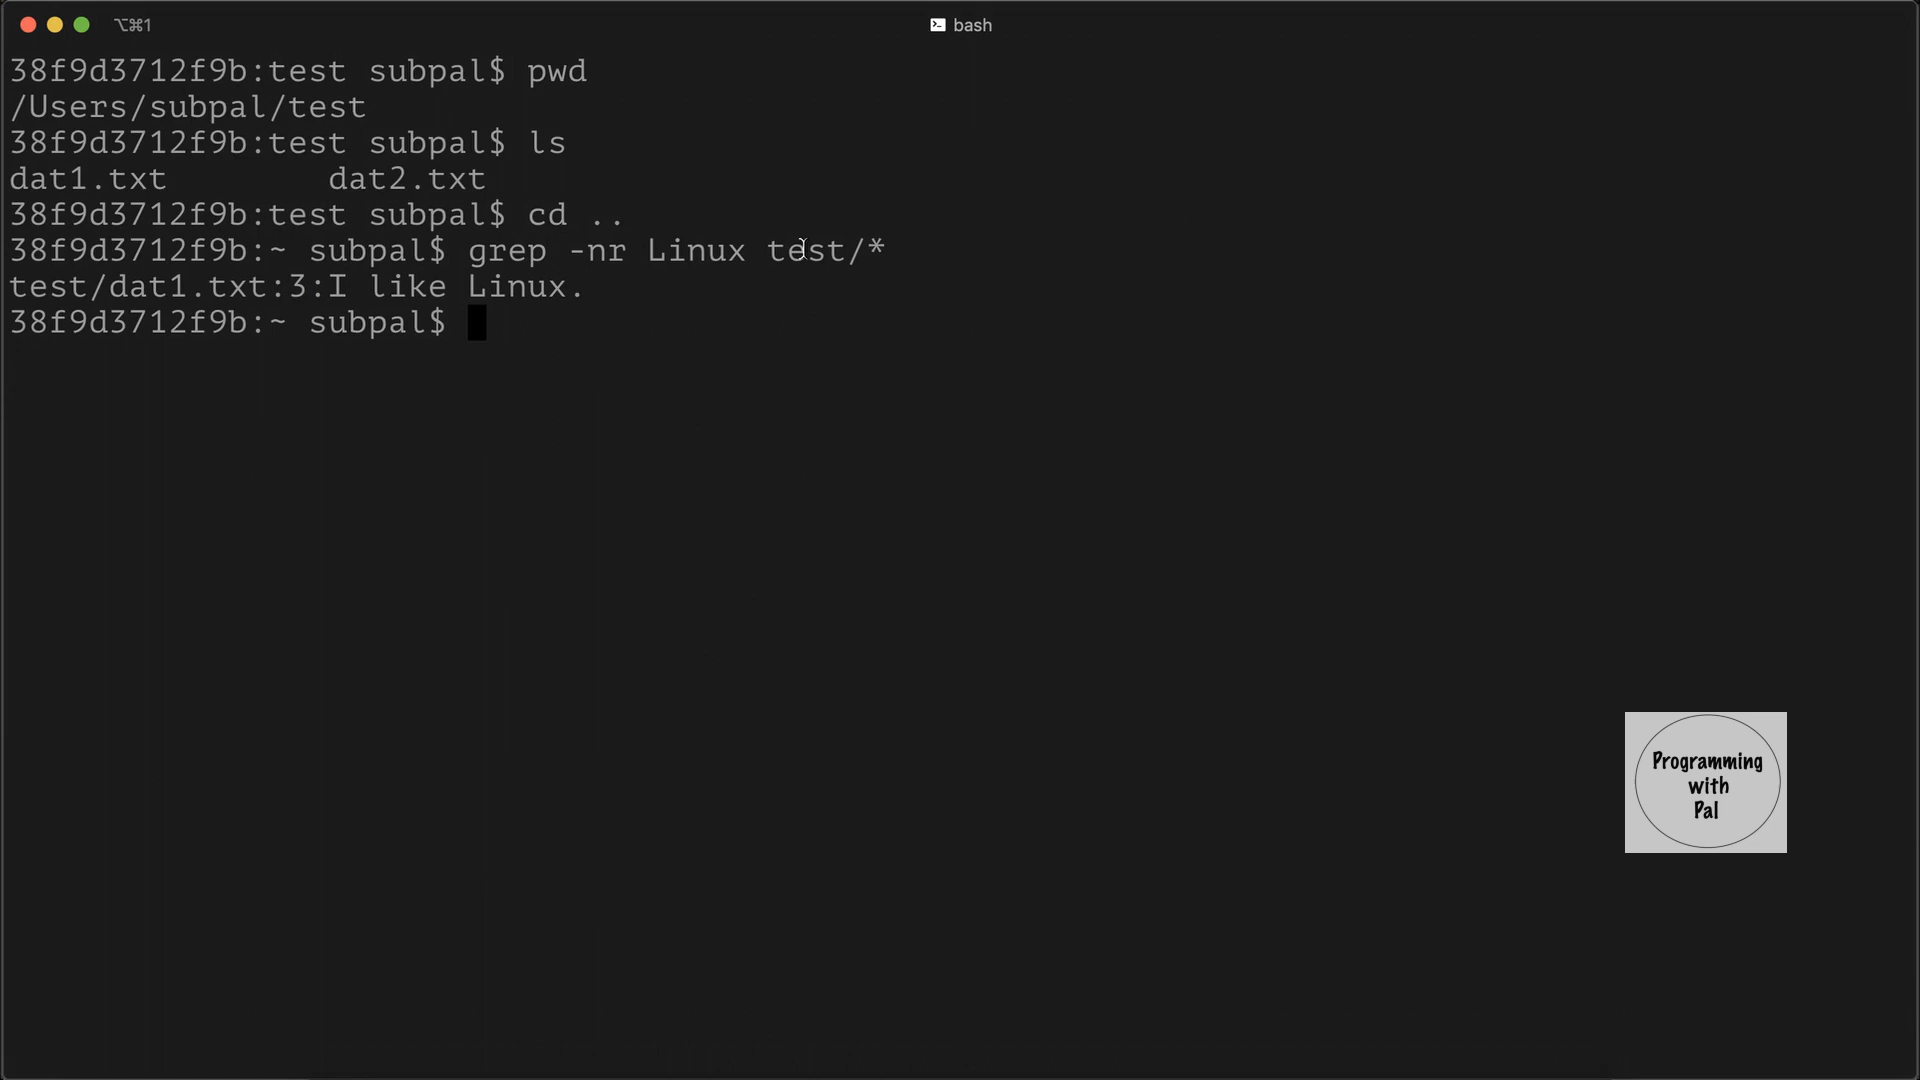 ⌥⌘1
bash
38f9d3712f9b:test subpal$ pwd
/Users/subpal/test
38f9d3712f9b:test subpal$ ls
dat1.txt        dat2.txt
38f9d3712f9b:test subpal$ cd ..
38f9d3712f9b:~ subpal$ grep -nr Linux test/*
test/dat1.txt:3:I like Linux.
38f9d3712f9b:~ subpal$
Programming
with
Pal